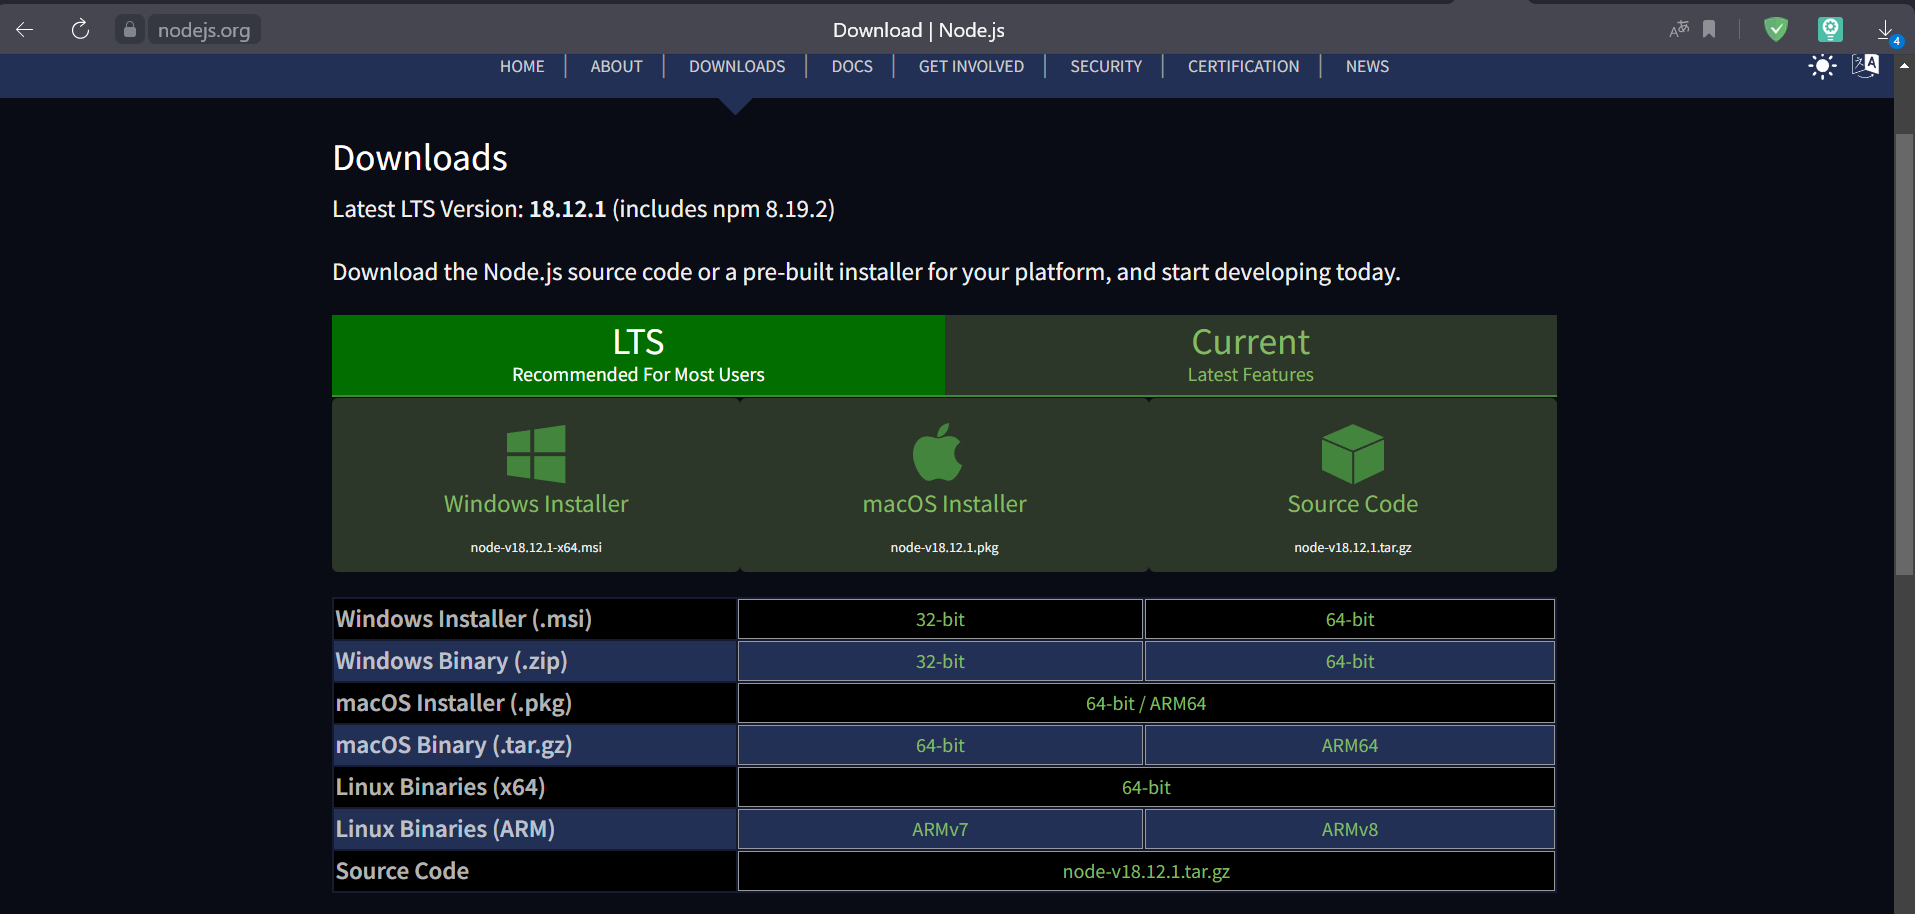 nodejs.org
Download | Node.js
4
HOME
ABOUT
DOWNLOADS
DOCS
GET INVOLVED
SECURITY
CERTIFICATION
NEWS
Downloads
Latest LTS Version: 18.12.1 (includes npm 8.19.2)
Download the Node.js source code or a pre-built installer for your platform, and start developing today.
LTS
Recommended For Most Users
Current
Latest Features
Windows Installer
node-v18.12.1-x64.msi
macOS Installer
node-v18.12.1.pkg
Source Code
node-v18.12.1.tar.gz
Windows Installer (.msi) 32-bit 64-bit
Windows Binary (.zip) 32-bit 64-bit
macOS Installer (.pkg) 64-bit / ARM64
macOS Binary (.tar.gz) 64-bit ARM64
Linux Binaries (x64) 64-bit
Linux Binaries (ARM) ARMv7 ARMv8
Source Code node-v18.12.1.tar.gz